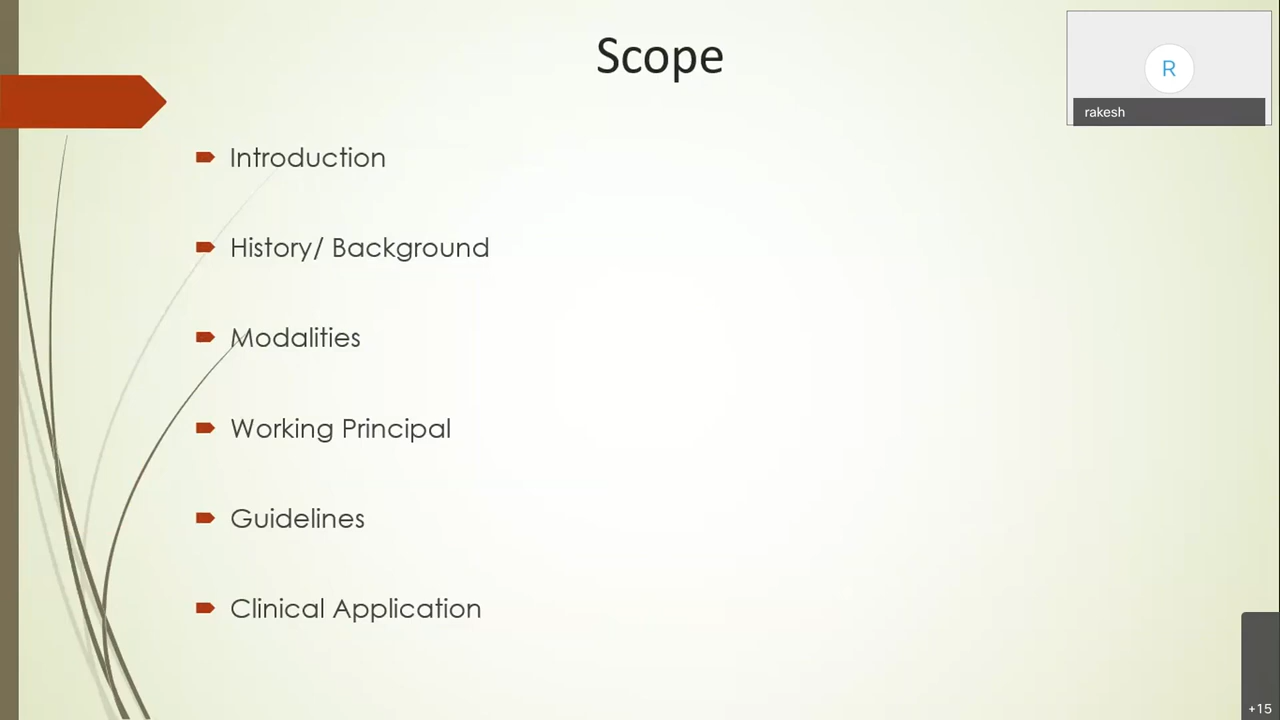 Scope
R
rakesh
Introduction
History/ Background
Modalities
Working Principal
Guidelines
Clinical Application
+15